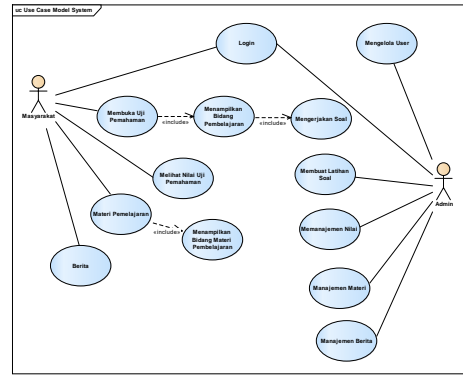 uc Use Case Model System
Login
Mengelola User
Masyarakat
Membuka Uji
Pemahaman
«include»
Menampilkan
Bidang
Pembelajaran
«include»
Mengerjakan Soal
Melihat Nilai Uji
Pemahaman
Membuat Latihan
Soal
Admin
Materi Pemelajaran
«include»
Menampilkan
Bidang Materi
Pembelajaran
Memanajemen Nilai
Berita
Manajemen Materi
Manajemen Berita